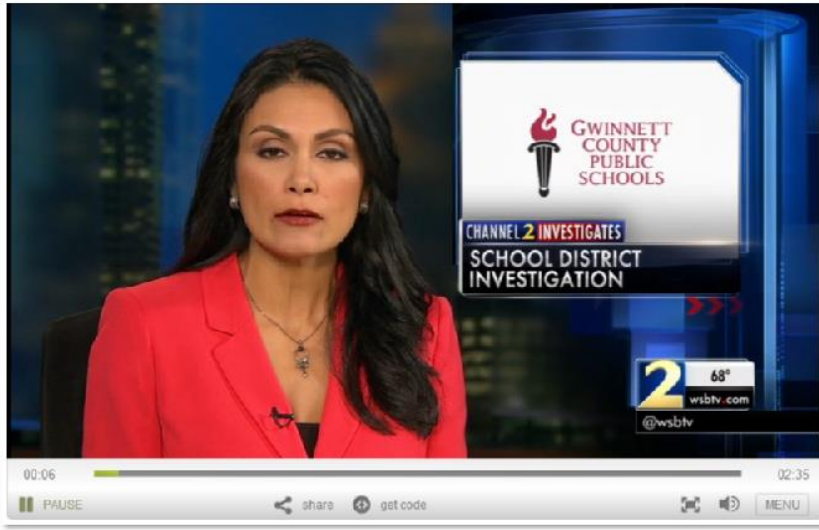 GWINNETT
COUNTY
PUBLIC
SCHOOLS
CHANNEL 2 INVESTIGATES
SCHOOL DISTRICT
INVESTIGATION
2
68°
wsbtv.com
@wsbtv
00:06
02:35
PAUSE
share
get code
MENU